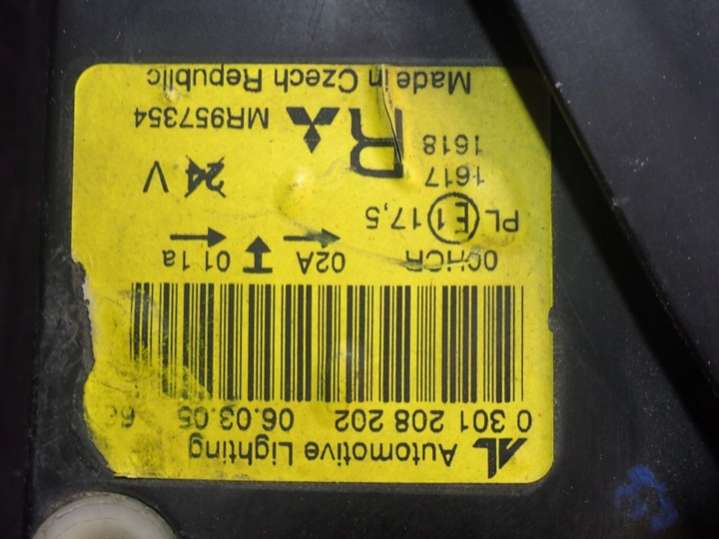 AL Automotive Lighting
0 301 208 202 06.03.05
00HCR 02A 01 1a
PL E1 17,5
1617
1618
24 V
R
MR957354
Made in Czech Republic